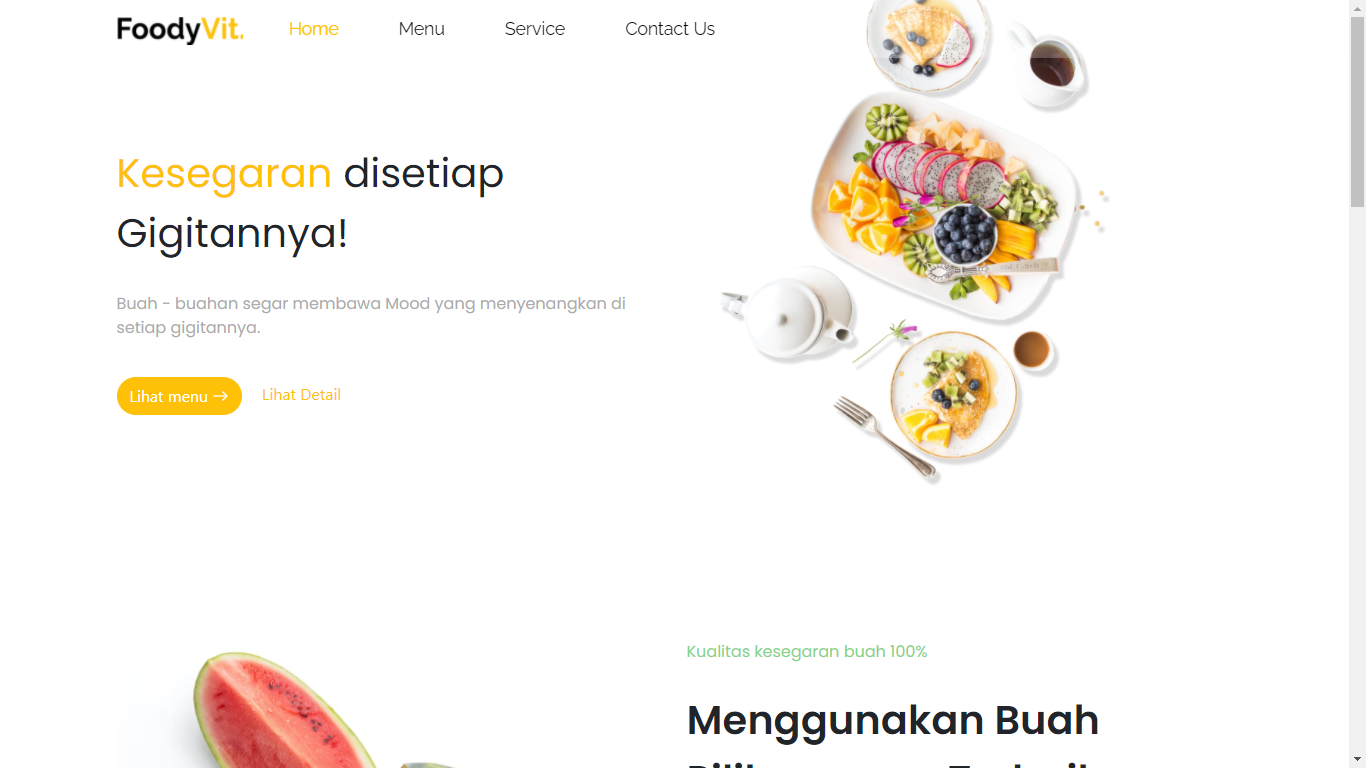 FoodyVit. Home Menu Service Contact Us
Kesegaran disetiap
Gigitannya!
Buah - buahan segar membawa Mood yang menyenangkan di
setiap gigitannya.
Lihat menu → Lihat Detail
Kualitas kesegaran buah 100%
Menggunakan Buah